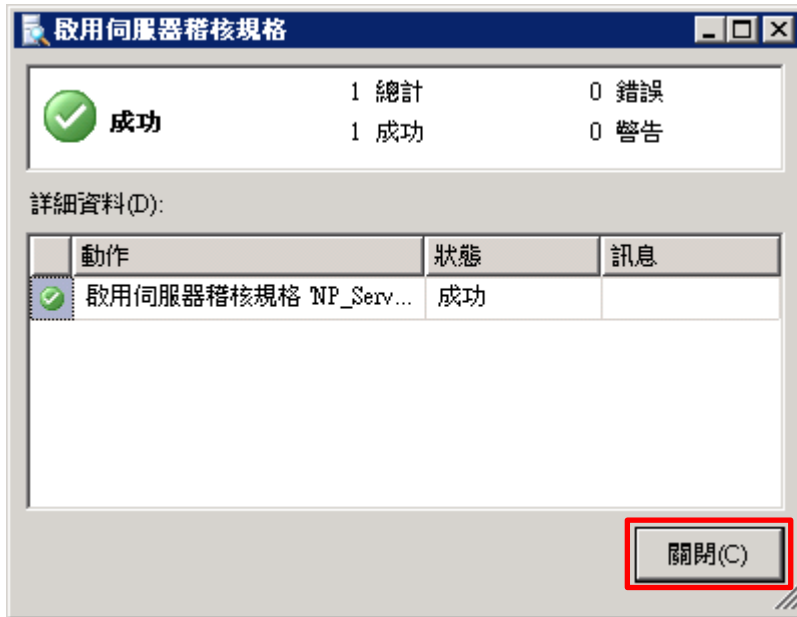 啟用伺服器稽核規格
成功
1 總計
0 錯誤
1 成功
0 警告
詳細資料(D):
動作 狀態 訊息
啟用伺服器稽核規格 'NP_Serv... 成功
關閉(C)